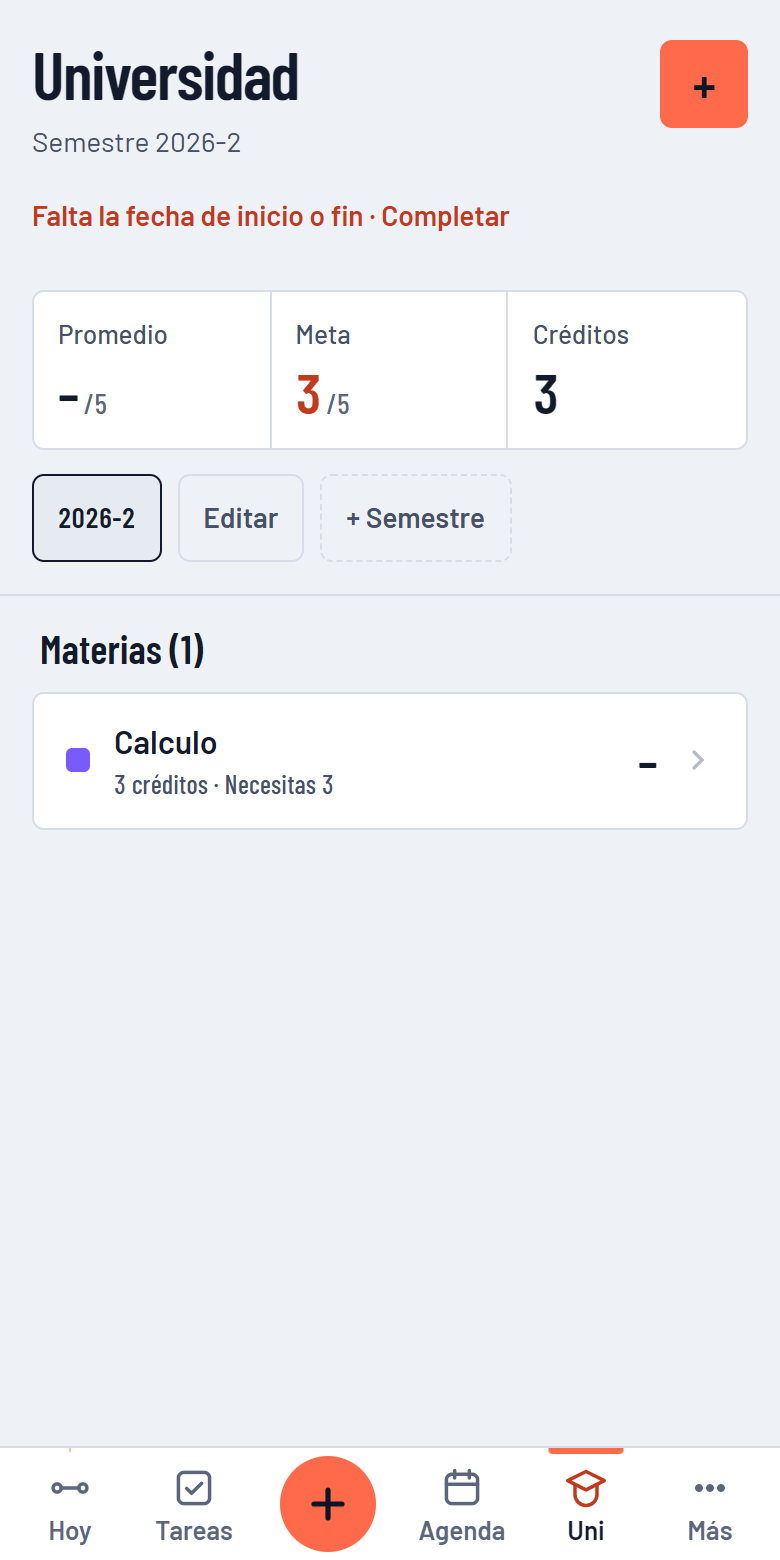 Universidad
+
Semestre 2026-2
Falta la fecha de inicio o fin · Completar
Promedio
– /5
Meta
3 /5
Créditos
3
2026-2
Editar
+ Semestre
Materias (1)
Calculo
3 créditos · Necesitas 3
–
Hoy
Tareas
Agenda
Uni
Más